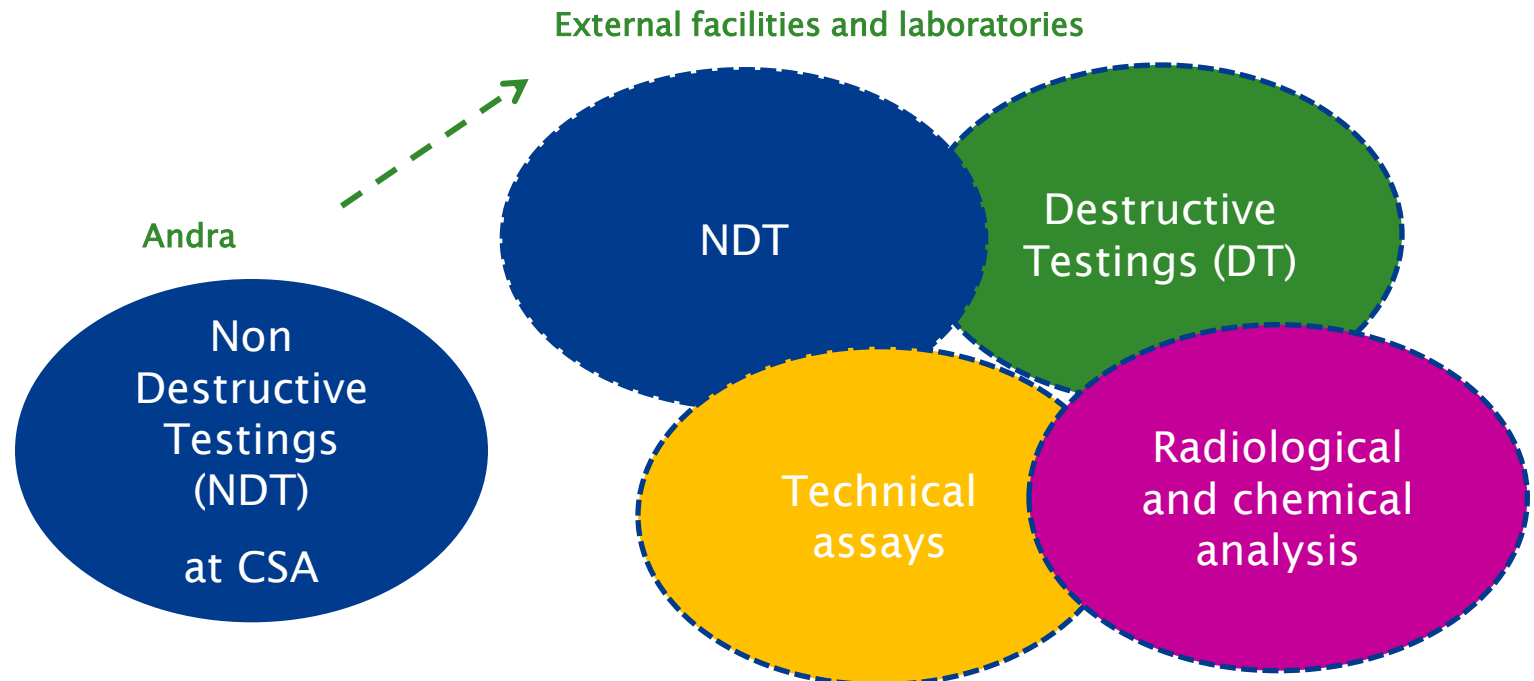 External facilities and laboratories
Andra
Non
Destructive
Testings
(NDT)
at CSA
NDT
Destructive
Testings (DT)
Technical
assays
Radiological
and chemical
analysis